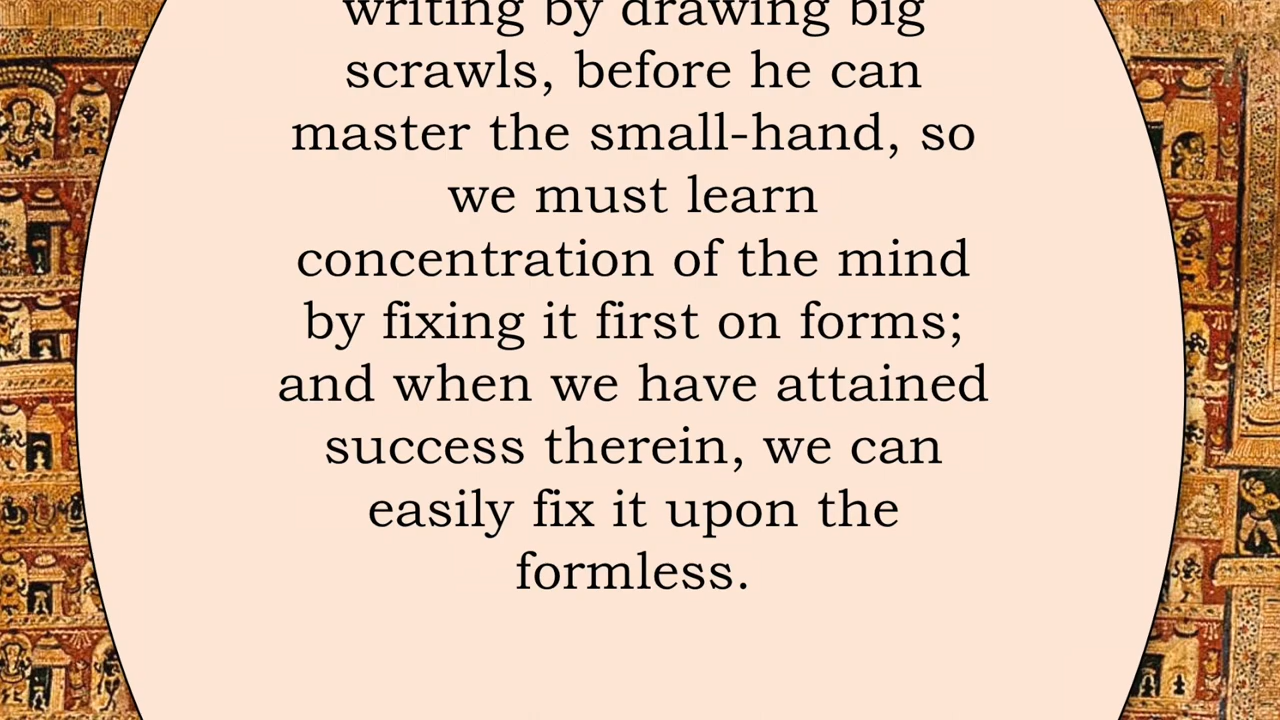 writing by drawing big
scrawls, before he can
master the small-hand, so
we must learn
concentration of the mind
by fixing it first on forms;
and when we have attained
success therein, we can
easily fix it upon the
formless.